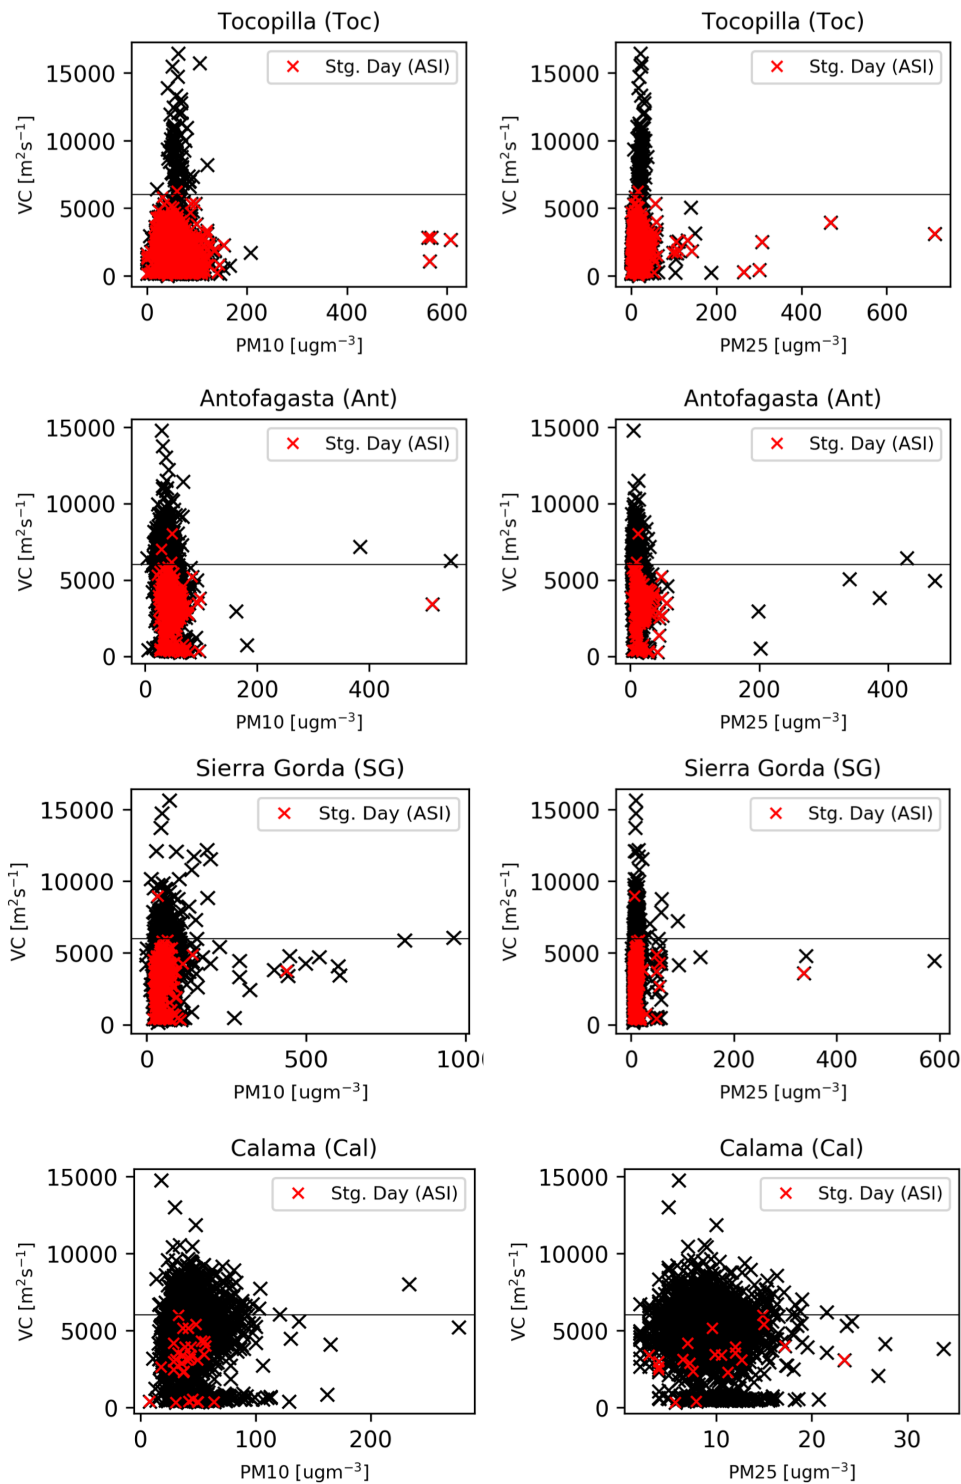 Tocopilla (Toc)
Tocopilla (Toc)
15000
10000
5000
0
VC [m²s⁻¹]
× Stg. Day (ASI)
0 200 400 600
PM10 [ugm⁻³]
15000
10000
5000
0
VC [m²s⁻¹]
× Stg. Day (ASI)
0 200 400 600
PM25 [ugm⁻³]
Antofagasta (Ant)
Antofagasta (Ant)
15000
10000
5000
0
VC [m²s⁻¹]
× Stg. Day (ASI)
0 200 400
PM10 [ugm⁻³]
15000
10000
5000
0
VC [m²s⁻¹]
× Stg. Day (ASI)
0 200 400
PM25 [ugm⁻³]
Sierra Gorda (SG)
Sierra Gorda (SG)
15000
10000
5000
0
VC [m²s⁻¹]
× Stg. Day (ASI)
0 500 1000
PM10 [ugm⁻³]
15000
10000
5000
0
VC [m²s⁻¹]
× Stg. Day (ASI)
0 200 400 600
PM25 [ugm⁻³]
Calama (Cal)
Calama (Cal)
15000
10000
5000
0
VC [m²s⁻¹]
× Stg. Day (ASI)
0 100 200
PM10 [ugm⁻³]
15000
10000
5000
0
VC [m²s⁻¹]
× Stg. Day (ASI)
10 20 30
PM25 [ugm⁻³]